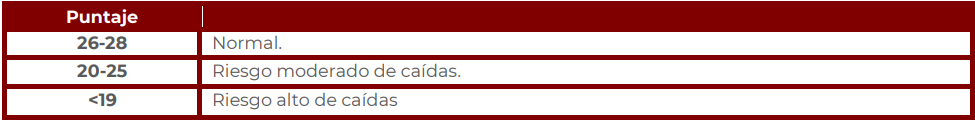 Puntaje
26-28 Normal.
20-25 Riesgo moderado de caídas.
<19 Riesgo alto de caídas